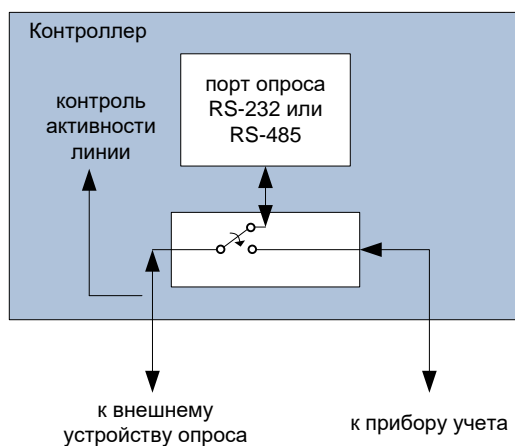 Контроллер
порт опроса
RS-232 или
RS-485
контроль
активности
линии
к внешнему
устройству опроса
к прибору учета